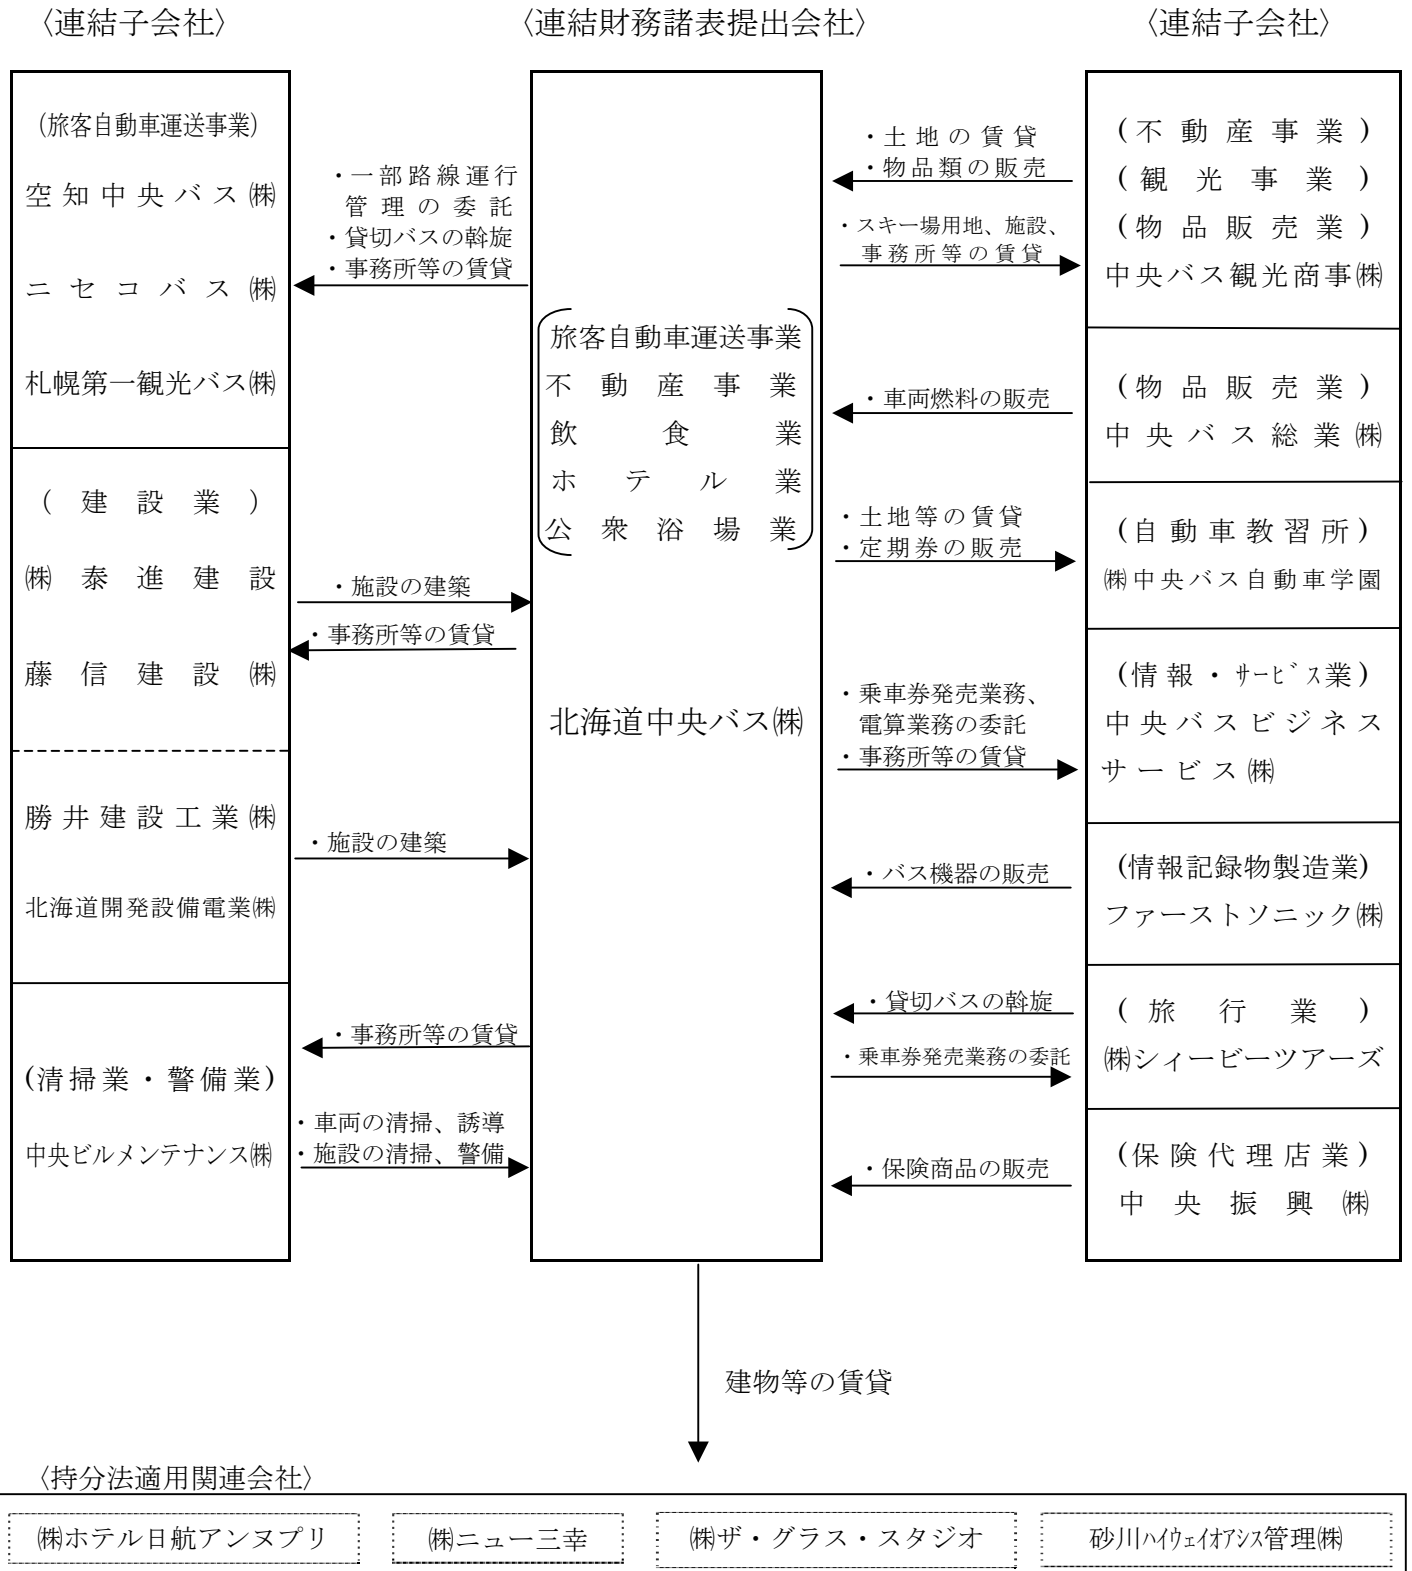 〈連結子会社〉
〈連結財務諸表提出会社〉
〈連結子会社〉
(旅客自動車運送事業)
空知中央バス㈱
ニセコバス㈱
札幌第一観光バス㈱
(建設業)
㈱泰進建設
藤信建設㈱
勝井建設工業㈱
北海道開発設備電業㈱
(清掃業・警備業)
中央ビルメンテナンス㈱
・一部路線運行
管理の委託
・貸切バスの斡旋
・事務所等の賃貸
・施設の建築
・事務所等の賃貸
・施設の建築
・事務所等の賃貸
・車両の清掃、誘導
・施設の清掃、警備
旅客自動車運送事業
不動産事業
飲食業
ホテル業
公衆浴場業
北海道中央バス㈱
・土地の賃貸
・物品類の販売
・スキー場用地、施設、
事務所等の賃貸
・車両燃料の販売
・土地等の賃貸
・定期券の販売
・乗車券発売業務、
電算業務の委託
・事務所等の賃貸
・バス機器の販売
・貸切バスの斡旋
・乗車券発売業務の委託
・保険商品の販売
(不動産事業)
(観光事業)
(物品販売業)
中央バス観光商事㈱
(物品販売業)
中央バス総業㈱
(自動車教習所)
㈱中央バス自動車学園
(情報・ｻｰﾋﾞｽ業)
中央バスビジネス
サービス㈱
(情報記録物製造業)
ファーストソニック㈱
(旅行業)
㈱シィービーツアーズ
(保険代理店業)
中央振興㈱
建物等の賃貸
〈持分法適用関連会社〉
㈱ホテル日航アンヌプリ
㈱ニュー三幸
㈱ザ・グラス・スタジオ
砂川ﾊｲｳｪｲｵｱｼｽ管理㈱